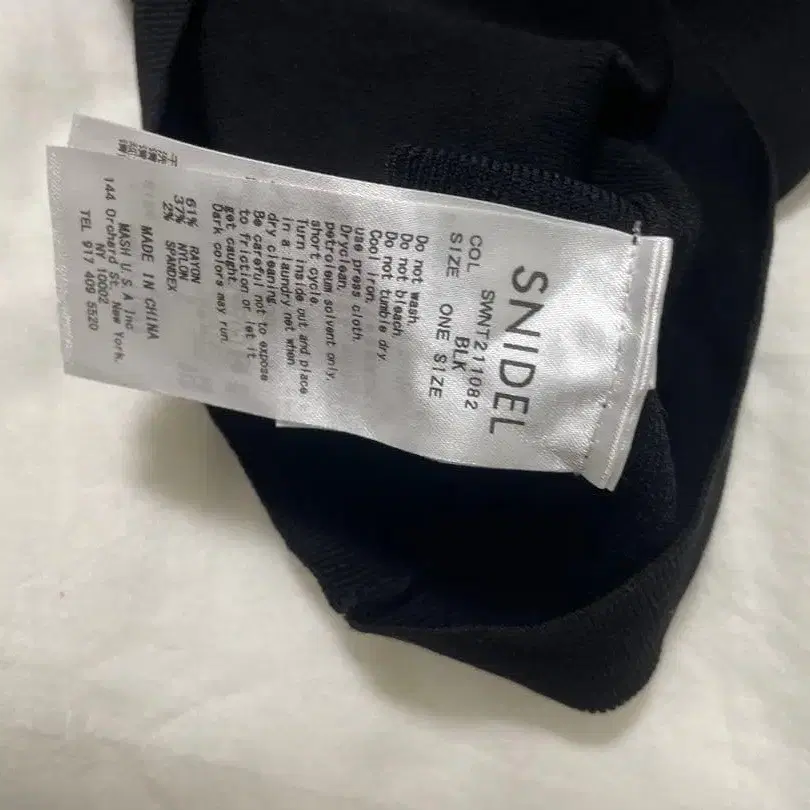 SNIDEL
SWNT211082
COL BLK
SIZE ONE SIZE
Do not wash.
Do not bleach.
Do not tumble dry.
Cool iron.
use press cloth.
Dryclean.
petroleum solvent only,
short cycle.
Turn inside out and place
in a laundry net when
dry cleaning.
Be careful not to expose
to friction or let it
get caught.
Dark colors may run.
61% RAYON
37% NYLON
2% SPANDEX
MADE IN CHINA
MASH U.S.A Inc.
144 Orchard St. New York,
NY 10002
TEL 917 409 5520